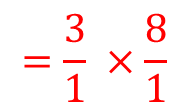 = 3/1 × 8/1